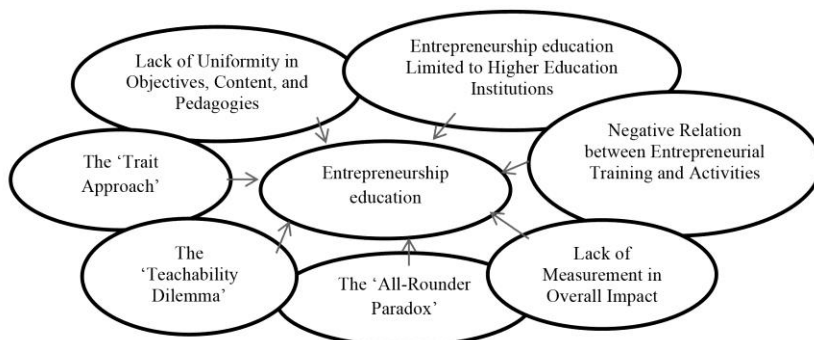 Lack of Uniformity in
Objectives, Content, and
Pedagogies
Entrepreneurship education
Limited to Higher Education
Institutions
Negative Relation
between Entrepreneurial
Training and Activities
The ‘Trait
Approach’
Entrepreneurship
education
The
‘Teachability
Dilemma’
The ‘All-Rounder
Paradox’
Lack of
Measurement in
Overall Impact